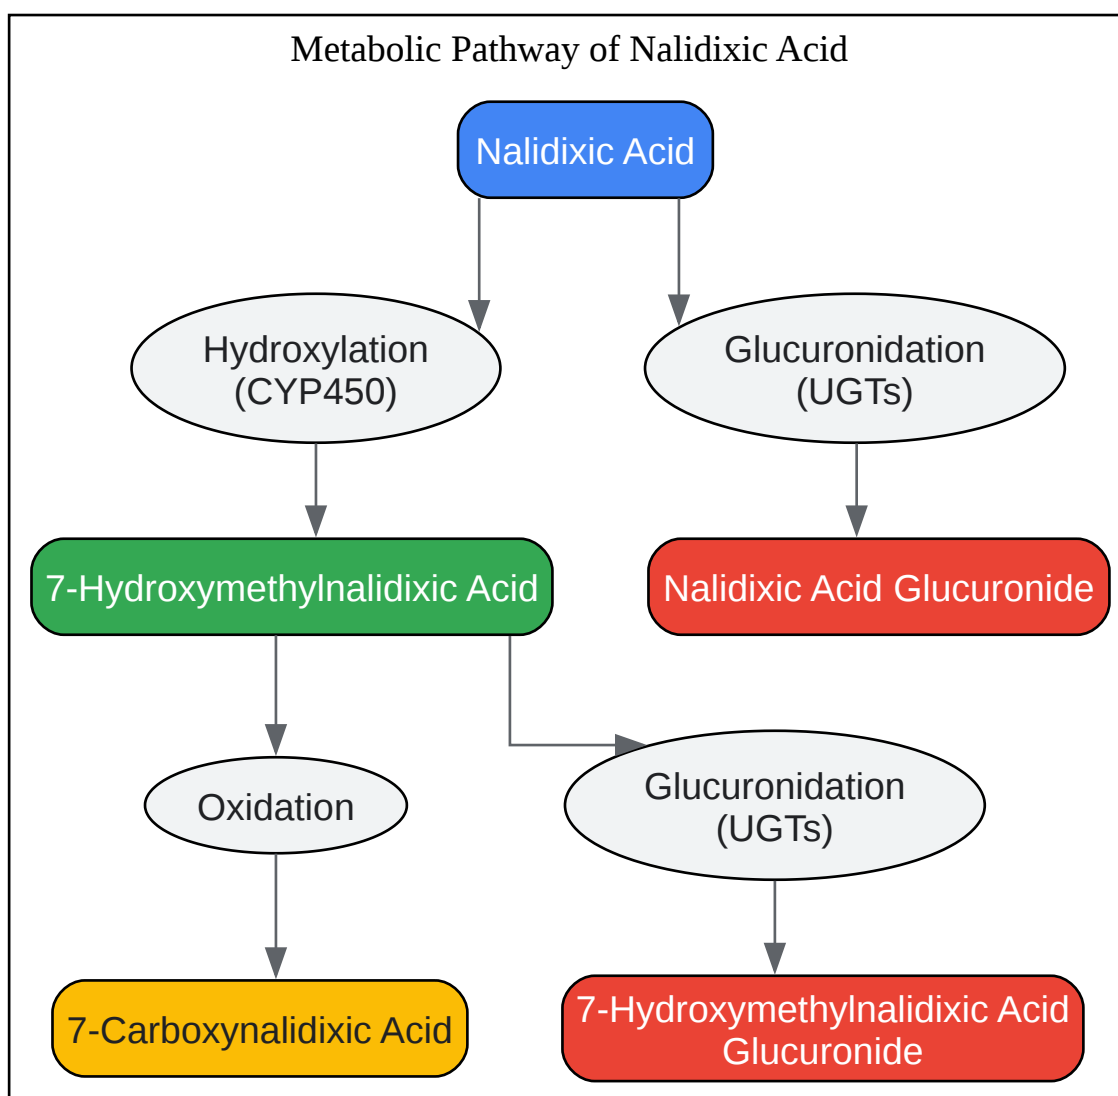 Metabolic Pathway of Nalidixic Acid
Nalidixic Acid
Hydroxylation
(CYP450)
Glucuronidation
(UGTs)
7-Hydroxymethylnalidixic Acid
Nalidixic Acid Glucuronide
Oxidation
Glucuronidation
(UGTs)
7-Carboxynalidixic Acid
7-Hydroxymethylnalidixic Acid
Glucuronide